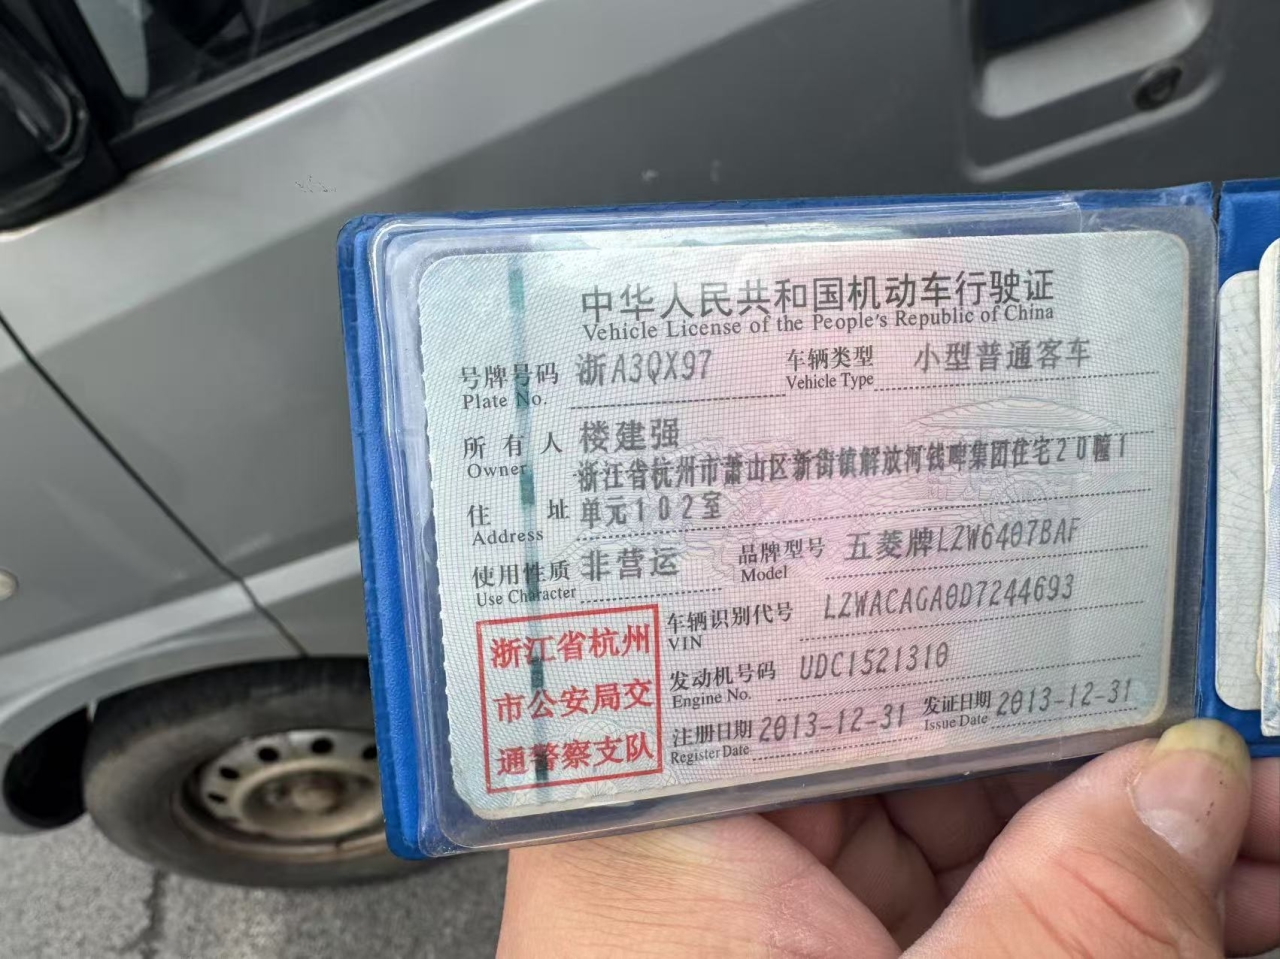 中华人民共和国机动车行驶证
Vehicle License of the People's Republic of China
号牌号码 浙A3QX97 车辆类型 小型普通客车
Plate No. Vehicle Type
所有人 楼建强
Owner
浙江省杭州市萧山区新街镇解放河钱啤集团住宅20幢1
住址 单元102室
Address
使用性质 非营运 品牌型号 五菱牌LZW6407BAF
Use Character Model
浙江省杭州
市公安局交
通警察支队
车辆识别代号 LZWACAGA0D7244693
VIN
发动机号码 UDC1521310
Engine No.
注册日期 2013-12-31 发证日期 2013-12-31
Register Date Issue Date